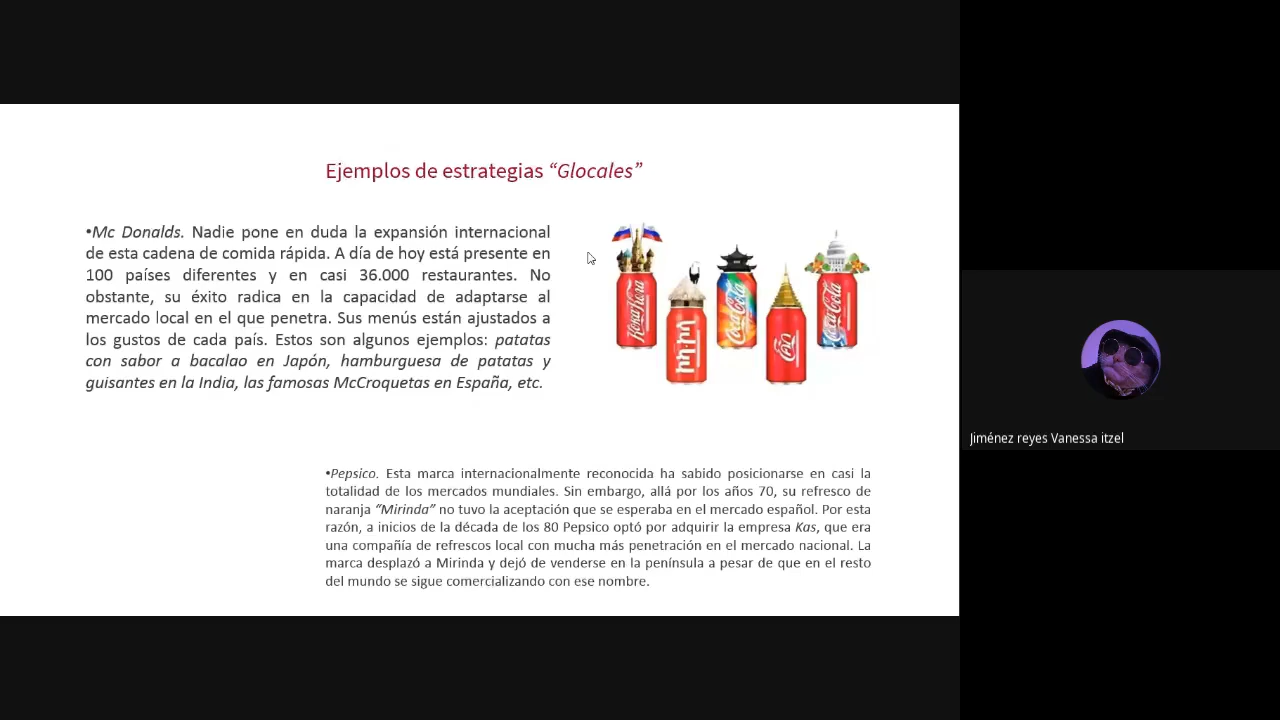 Ejemplos de estrategias “Glocales”
•Mc Donalds. Nadie pone en duda la expansión internacional
de esta cadena de comida rápida. A día de hoy está presente en
100 países diferentes y en casi 36.000 restaurantes. No
obstante, su éxito radica en la capacidad de adaptarse al
mercado local en el que penetra. Sus menús están ajustados a
los gustos de cada país. Estos son algunos ejemplos: patatas
con sabor a bacalao en Japón, hamburguesa de patatas y
guisantes en la India, las famosas McCroquetas en España, etc.
Coca-Cola
Coca-Cola
•Pepsico. Esta marca internacionalmente reconocida ha sabido posicionarse en casi la
totalidad de los mercados mundiales. Sin embargo, allá por los años 70, su refresco de
naranja “Mirinda” no tuvo la aceptación que se esperaba en el mercado español. Por esta
razón, a inicios de la década de los 80 Pepsico optó por adquirir la empresa Kas, que era
una compañía de refrescos local con mucha más penetración en el mercado nacional. La
marca desplazó a Mirinda y dejó de venderse en la península a pesar de que en el resto
del mundo se sigue comercializando con ese nombre.
Jiménez reyes Vanessa itzel